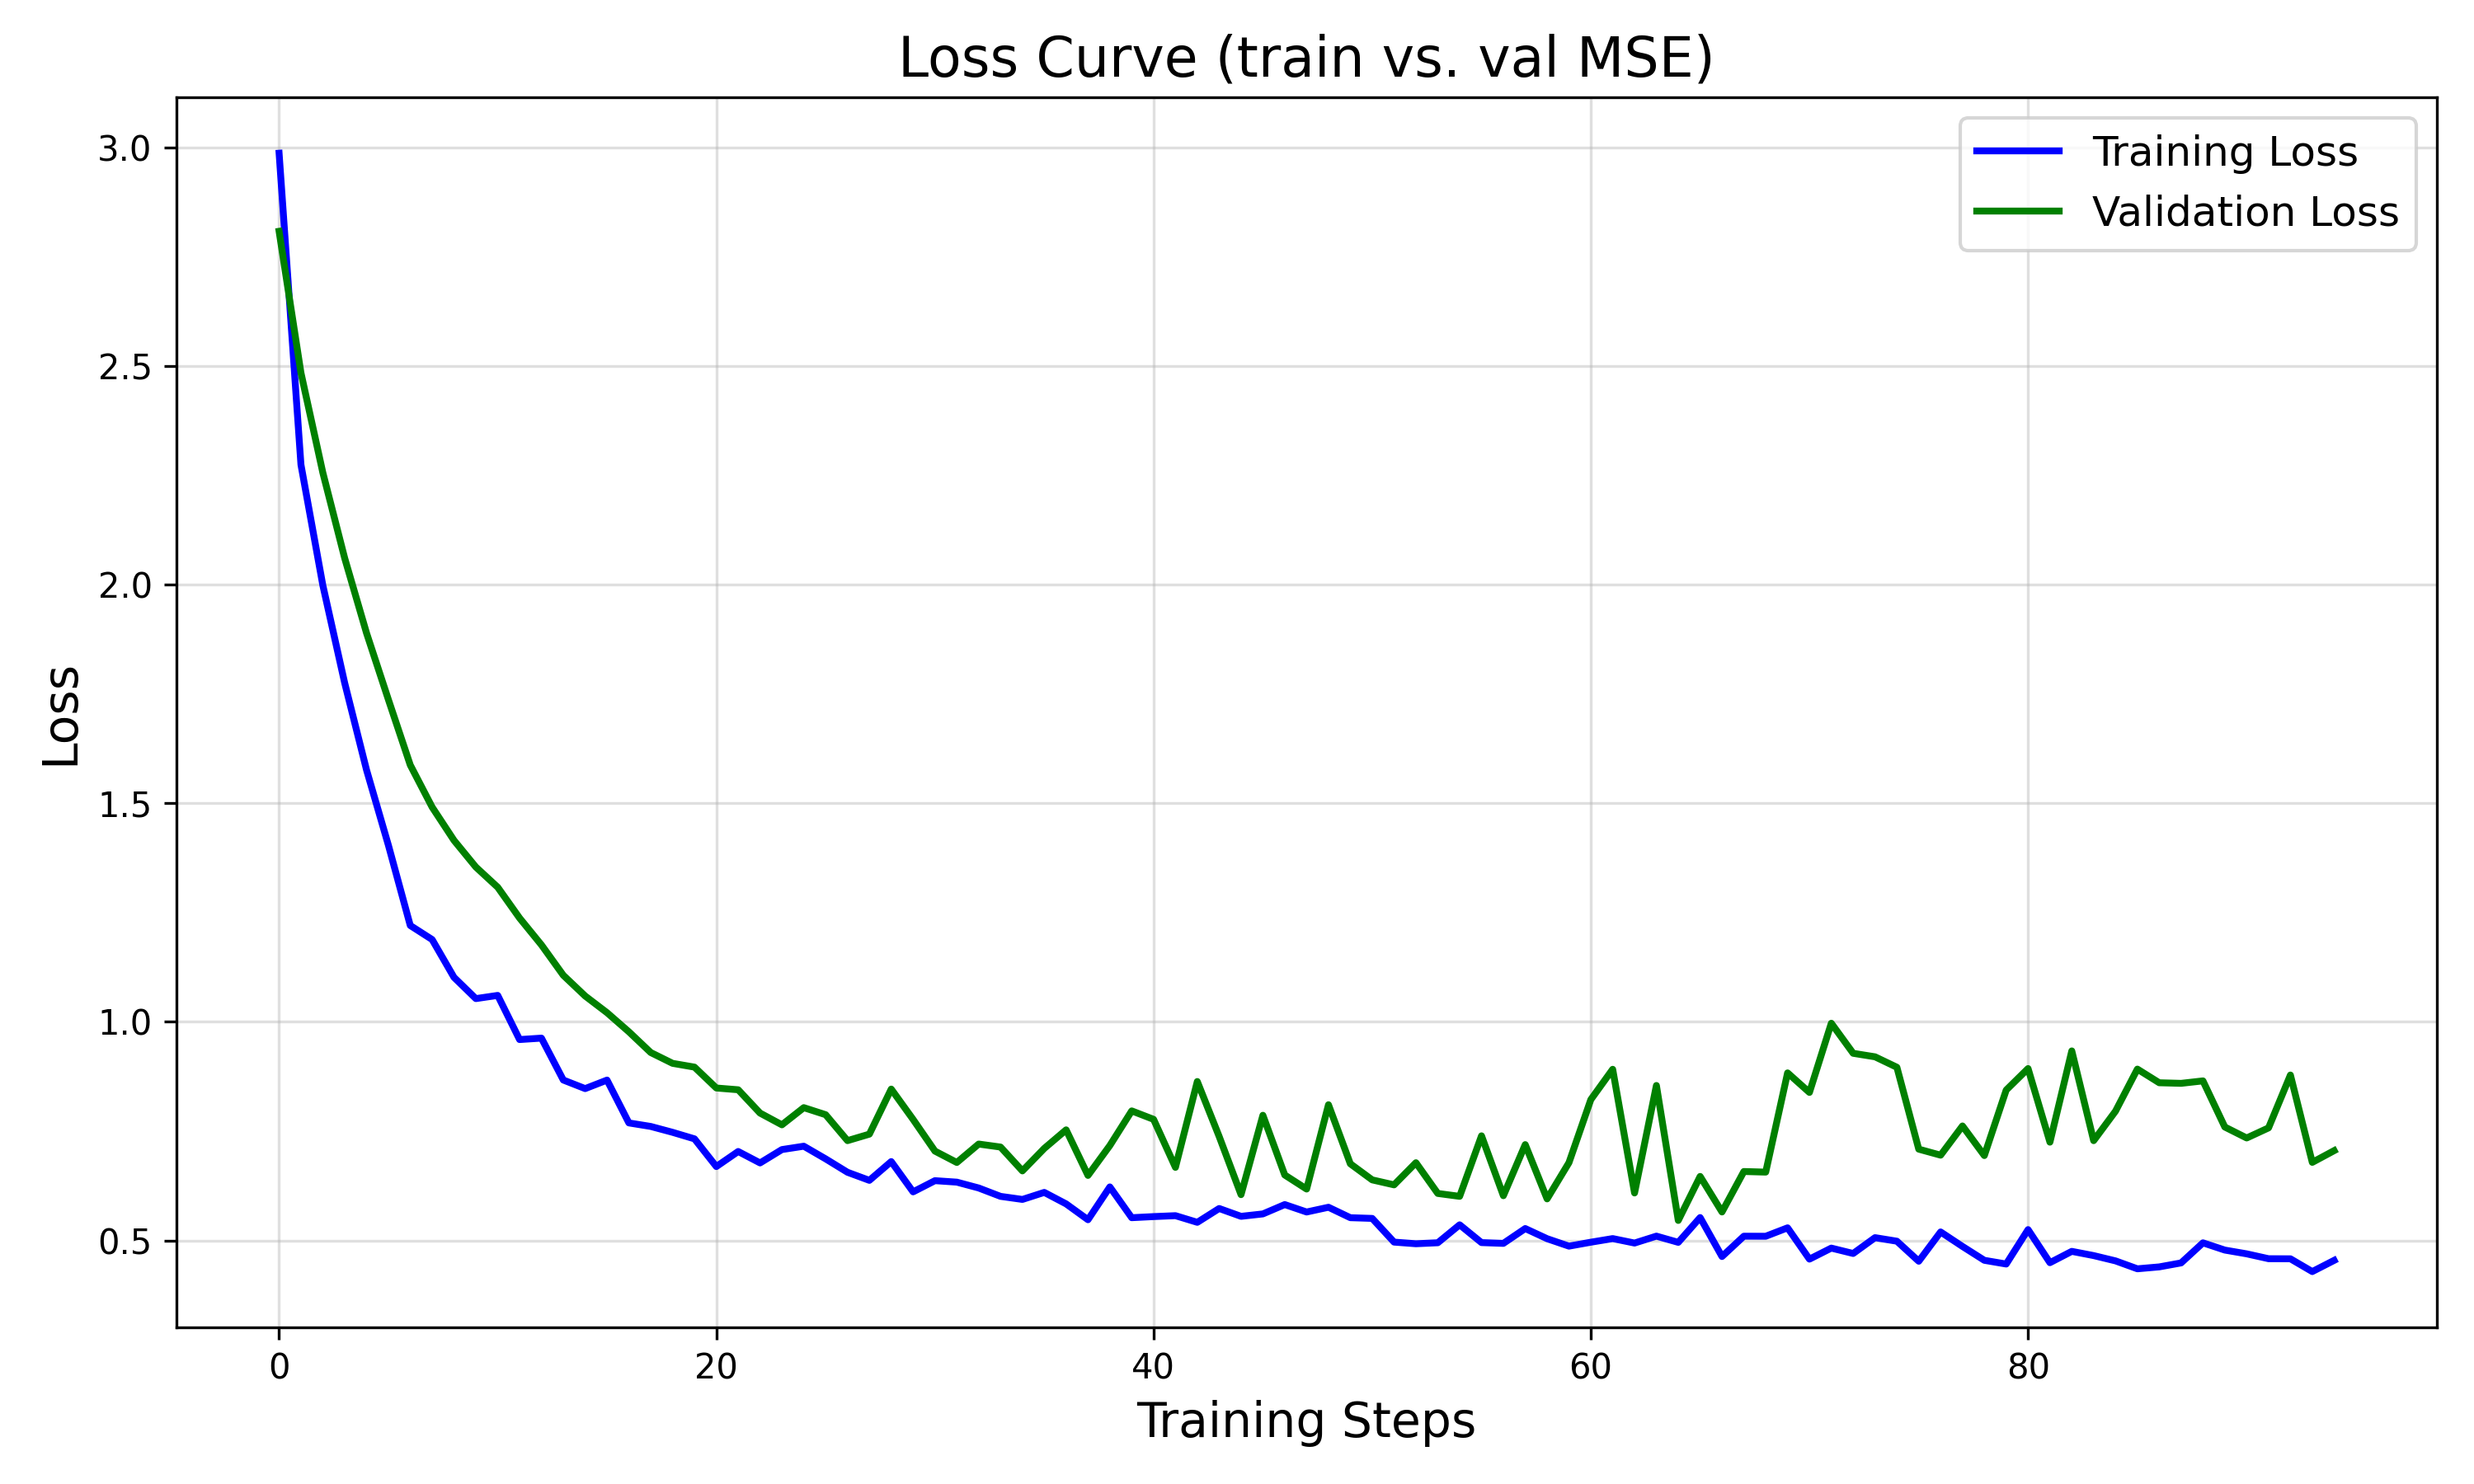 Loss Curve (train vs. val MSE)
Training Loss
Validation Loss
3.0
2.5
2.0
1.5
1.0
0.5
Loss
0 20 40 60 80
Training Steps